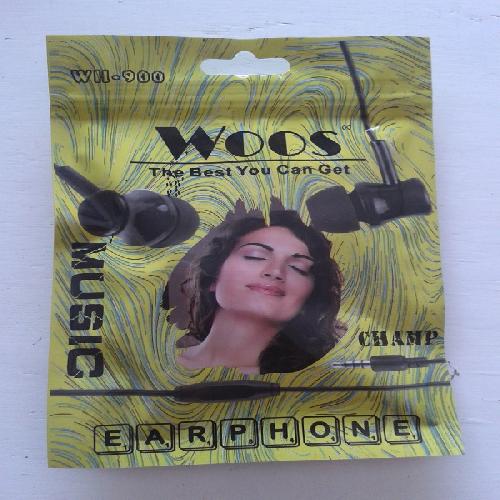 WH-900
WOOS
The Best You Can Get
MUSIC
CHAMP
EARPHONE